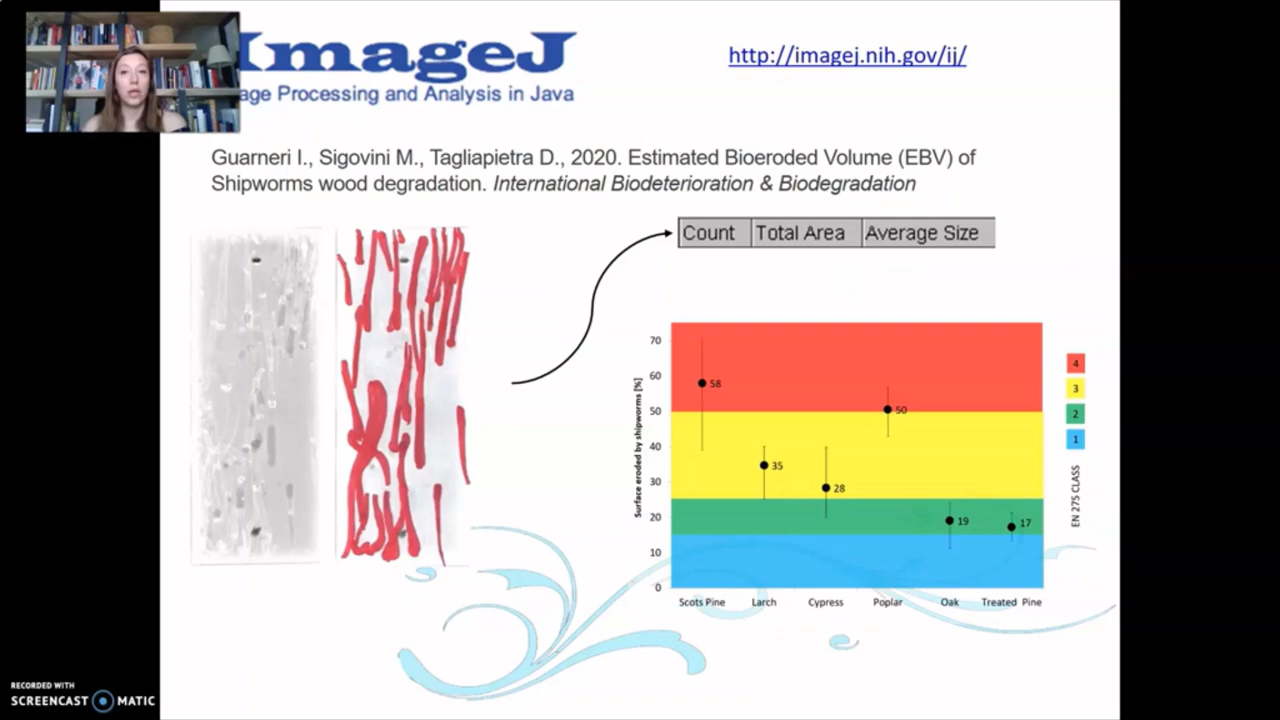 ImageJ
age Processing and Analysis in Java
http://imagej.nih.gov/ij/
Guarneri I., Sigovini M., Tagliapietra D., 2020. Estimated Bioeroded Volume (EBV) of
Shipworms wood degradation. International Biodeterioration & Biodegradation
Count Total Area Average Size
Surface eroded by shipworms [%]
70
60
50
40
30
20
10
0
58
35
28
50
19
17
Scots Pine Larch Cypress Poplar Oak Treated Pine
4
3
2
1
EN 275 CLASS
RECORDED WITH
SCREENCAST MATIC